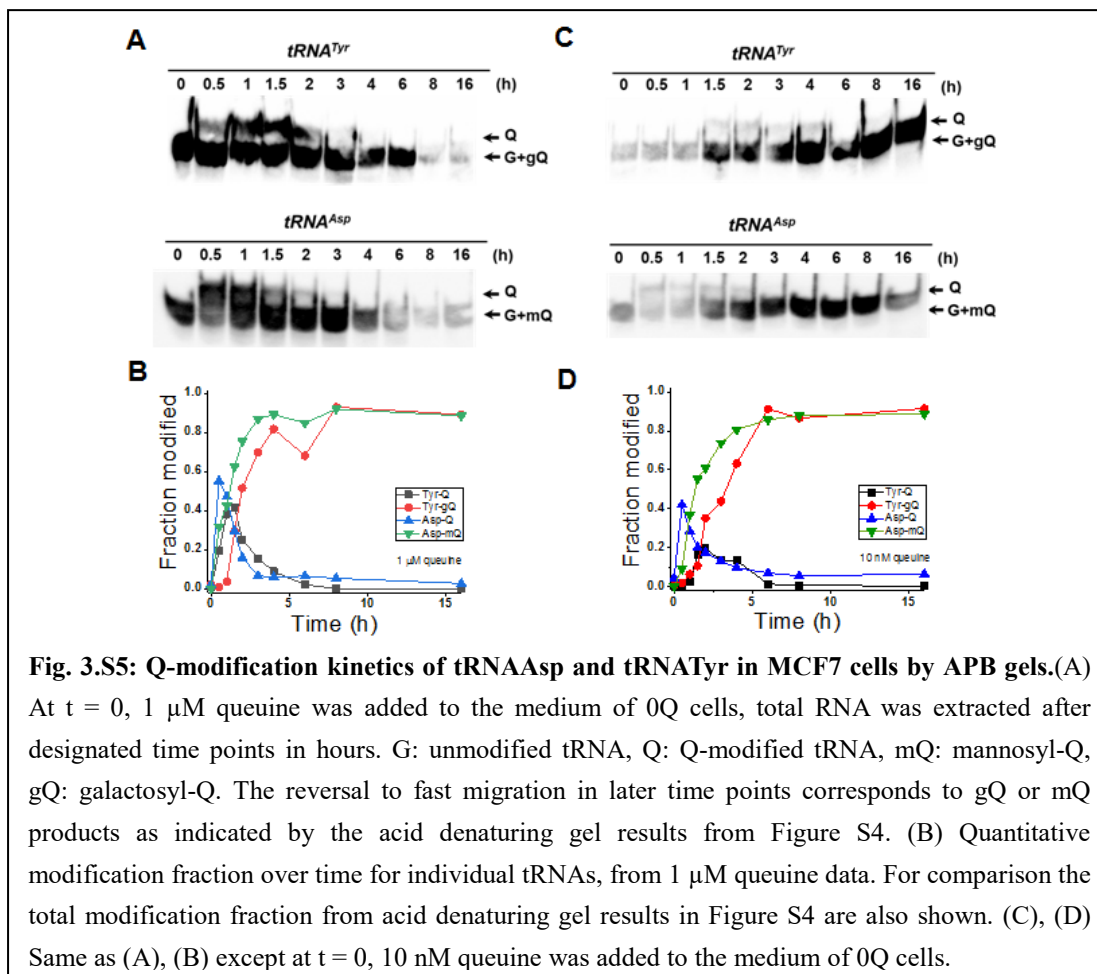 A
tRNATyr
0 0.5 1 1.5 2 3 4 6 8 16 (h)
Q
G+gQ
tRNAAsp
0 0.5 1 1.5 2 3 4 6 8 16 (h)
Q
G+mQ
B
Fraction modified
1.0
0.8
0.6
0.4
0.2
0.0
Tyr-Q
Tyr-gQ
Asp-Q
Asp-mQ
1 μM queuine
0 5 10 15
Time (h)
C
tRNATyr
0 0.5 1 1.5 2 3 4 6 8 16 (h)
Q
G+gQ
tRNAAsp
0 0.5 1 1.5 2 3 4 6 8 16 (h)
Q
G+mQ
D
Fraction modified
1.0
0.8
0.6
0.4
0.2
0.0
Tyr-Q
Tyr-gQ
Asp-Q
Asp-mQ
10 nM queuine
0 5 10 15
Time (h)
Fig. 3.S5: Q-modification kinetics of tRNAAsp and tRNATyr in MCF7 cells by APB gels.(A)
At t = 0, 1 μM queuine was added to the medium of 0Q cells, total RNA was extracted after
designated time points in hours. G: unmodified tRNA, Q: Q-modified tRNA, mQ: mannosyl-Q,
gQ: galactosyl-Q. The reversal to fast migration in later time points corresponds to gQ or mQ
products as indicated by the acid denaturing gel results from Figure S4. (B) Quantitative
modification fraction over time for individual tRNAs, from 1 μM queuine data. For comparison the
total modification fraction from acid denaturing gel results in Figure S4 are also shown. (C), (D)
Same as (A), (B) except at t = 0, 10 nM queuine was added to the medium of 0Q cells.